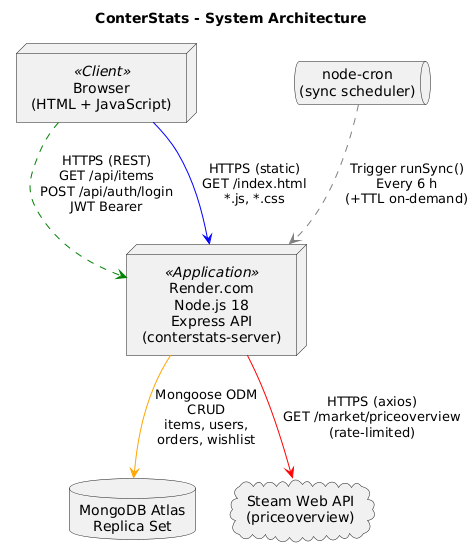 ConterStats - System Architecture
«Client»
Browser
(HTML + JavaScript)
node-cron
(sync scheduler)
HTTPS (REST)
GET /api/items
POST /api/auth/login
JWT Bearer
HTTPS (static)
GET /index.html
*.js, *.css
Trigger runSync()
Every 6 h
(+TTL on-demand)
«Application»
Render.com
Node.js 18
Express API
(conterstats-server)
Mongoose ODM
CRUD
items, users,
orders, wishlist
HTTPS (axios)
GET /market/priceoverview
(rate-limited)
MongoDB Atlas
Replica Set
Steam Web API
(priceoverview)